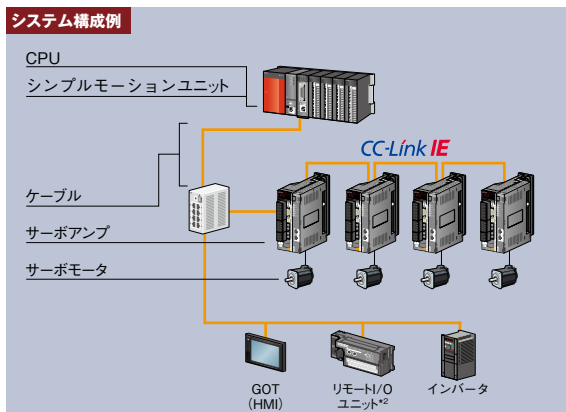 システム構成例
CPU
シンプルモーションユニット
CC-Link IE
ケーブル
サーボアンプ
サーボモータ
GOT
(HMI)
リモートI/O
ユニット*2
インバータ